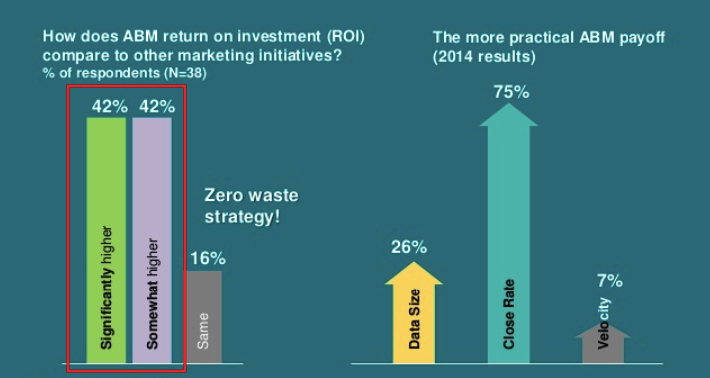 How does ABM return on investment (ROI)
compare to other marketing initiatives?
% of respondents (N=38)
42% 42%
Zero waste
strategy!
16%
Significantly higher
Somewhat higher
Same
The more practical ABM payoff
(2014 results)
75%
26%
7%
Data Size
Close Rate
Velocity